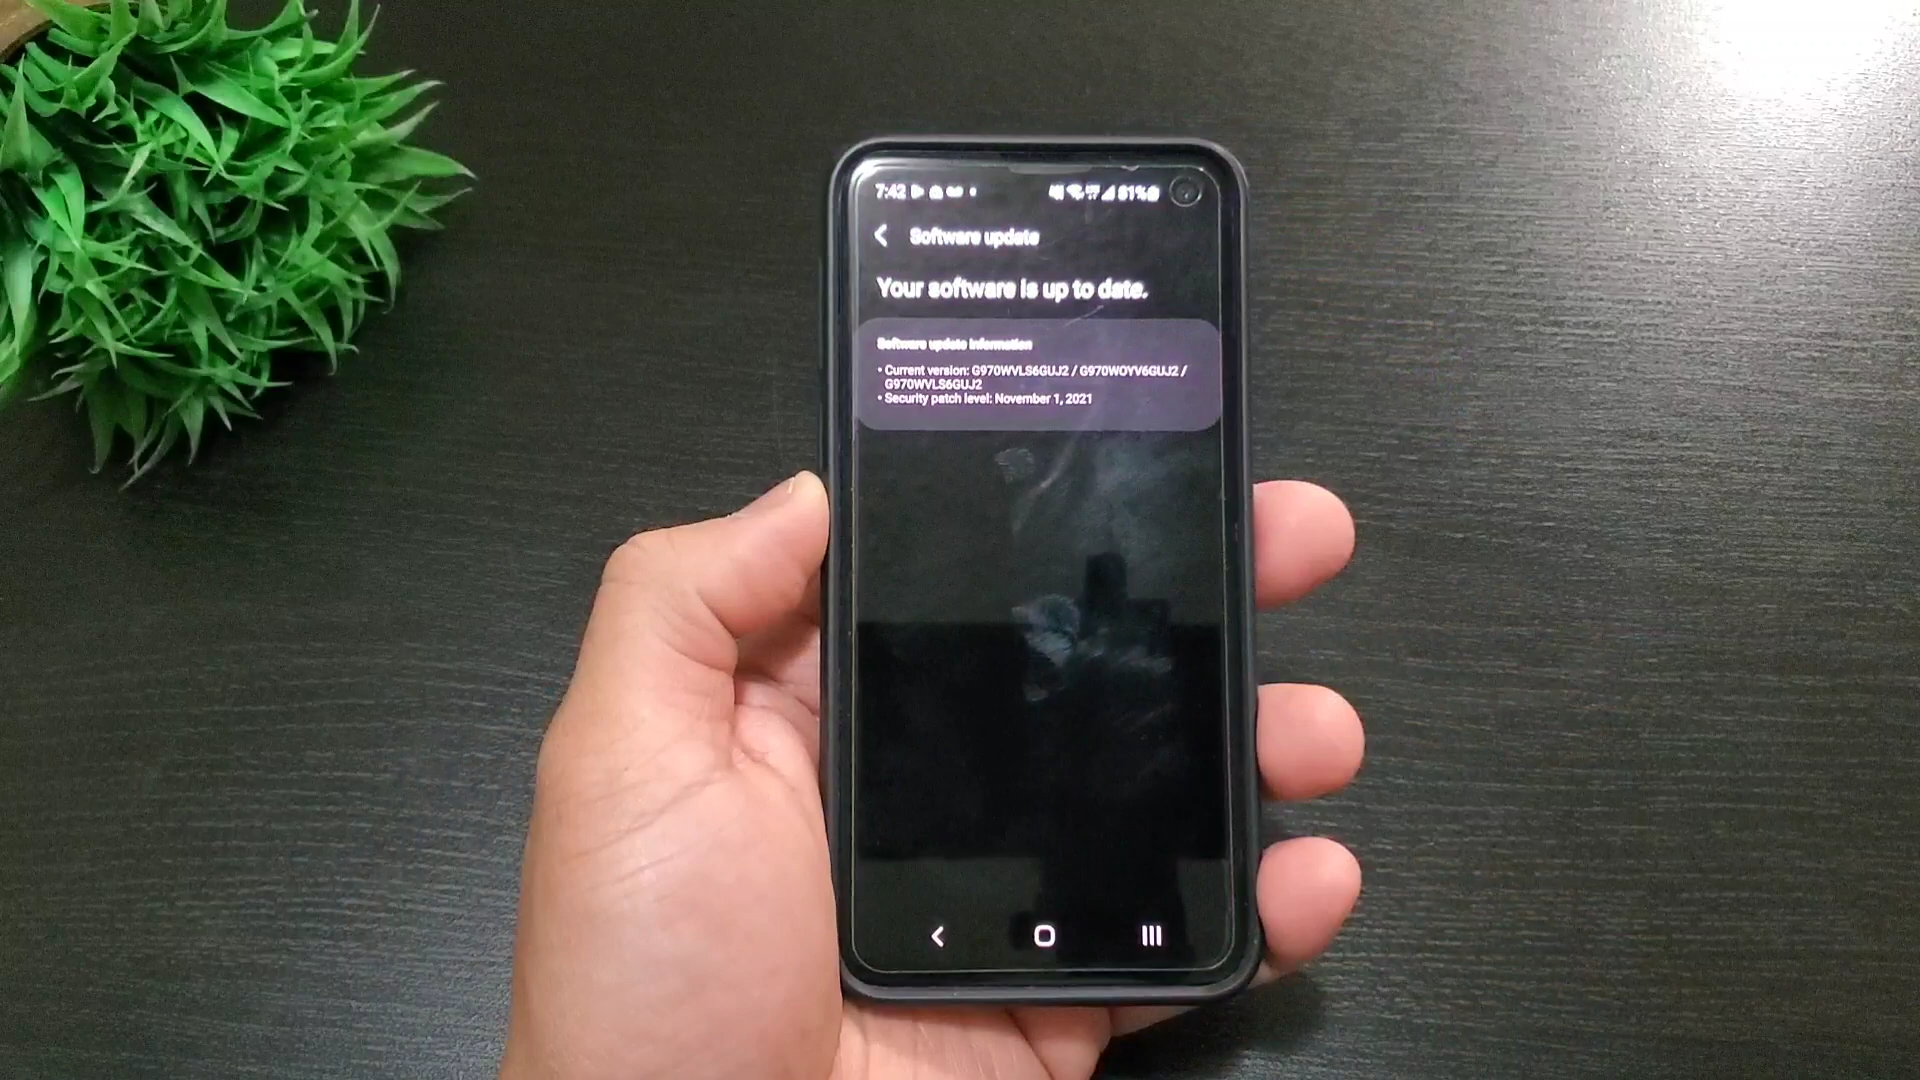 7:42 81%
Software update
Your software is up to date.
Software update information
• Current version: G970WVLS6GUJ2 / G970WOYV6GUJ2 /
G970WVLS6GUJ2
• Security patch level: November 1, 2021